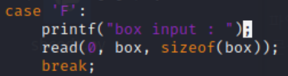 case 'F':
printf("box input : ");
read(0, box, sizeof(box));
break;